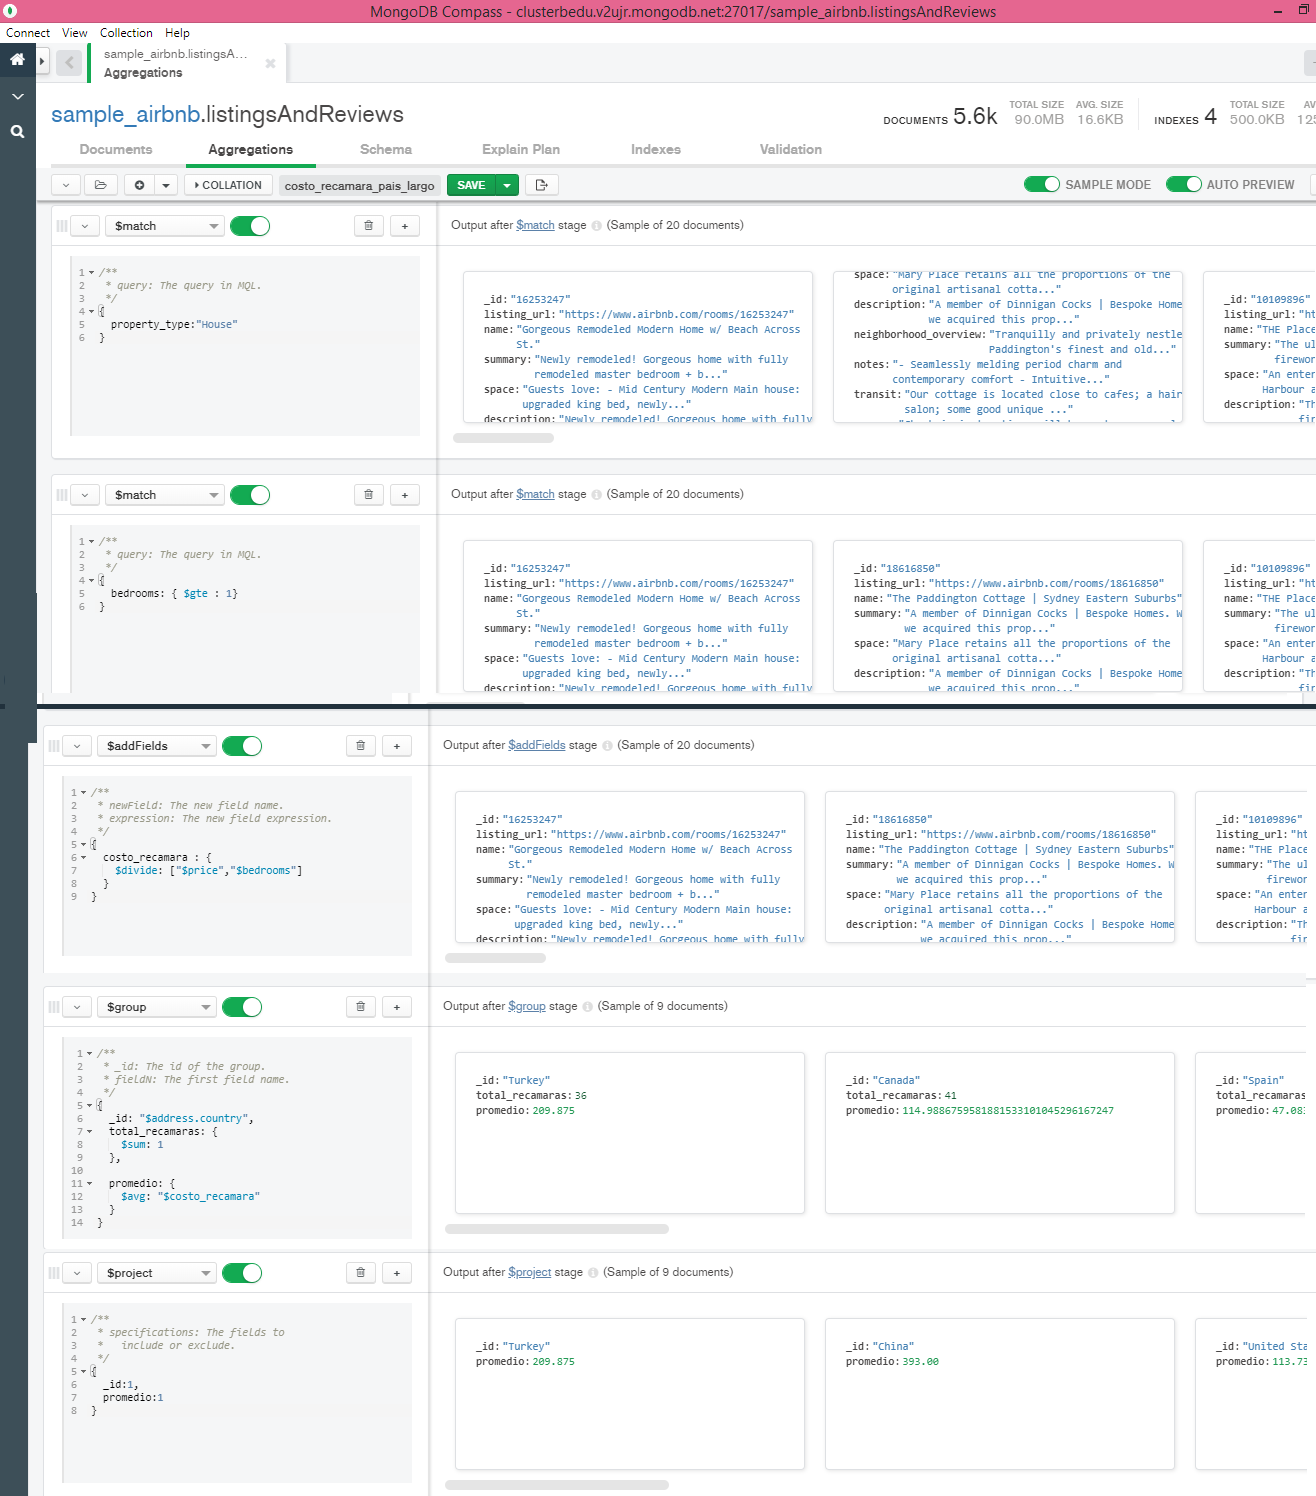 MongoDB Compass - clusterbedu.v2ujr.mongodb.net:27017/sample_airbnb.listingsAndReviews
Connect View Collection Help
sample_airbnb.listingsA...
Aggregations
sample_airbnb.listingsAndReviews
DOCUMENTS 5.6k TOTAL SIZE 90.0MB AVG. SIZE 16.6KB INDEXES 4 TOTAL SIZE 500.0KB
Documents Aggregations Schema Explain Plan Indexes Validation
COLLATION costo_recamara_pais_largo SAVE SAMPLE MODE AUTO PREVIEW
$match
Output after $match stage (Sample of 20 documents)
1 /**
2 * query: The query in MQL.
3 */
4 {
5 property_type:"House"
6 }
_id:"16253247"
listing_url:"https://www.airbnb.com/rooms/16253247"
name:"Gorgeous Remodeled Modern Home w/ Beach Across
St."
summary:"Newly remodeled! Gorgeous home with fully
remodeled master bedroom + b..."
space:"Guests love: - Mid Century Modern Main house:
upgraded king bed, newly..."
description:"Newly remodeled! Gorgeous home with fully
space:"Mary Place retains all the proportions of the
original artisanal cotta..."
description:"A member of Dinnigan Cocks | Bespoke Home
we acquired this prop..."
neighborhood_overview:"Tranquilly and privately nestle
Paddington's finest and old..."
notes:"- Seamlessly melding period charm and
contemporary comfort - Intuitive..."
transit:"Our cottage is located close to cafes; a hair
salon; some good unique ..."
_id:"10109896"
listing_url:"ht
name:"THE Place
summary:"The ul
firewor
space:"An enter
Harbour a
description:"Th
fir
$match
Output after $match stage (Sample of 20 documents)
1 /**
2 * query: The query in MQL.
3 */
4 {
5 bedrooms: { $gte : 1}
6 }
_id:"16253247"
listing_url:"https://www.airbnb.com/rooms/16253247"
name:"Gorgeous Remodeled Modern Home w/ Beach Across
St."
summary:"Newly remodeled! Gorgeous home with fully
remodeled master bedroom + b..."
space:"Guests love: - Mid Century Modern Main house:
upgraded king bed, newly..."
description:"Newly remodeled! Gorgeous home with fully
_id:"18616850"
listing_url:"https://www.airbnb.com/rooms/18616850"
name:"The Paddington Cottage | Sydney Eastern Suburbs"
summary:"A member of Dinnigan Cocks | Bespoke Homes. W
we acquired this prop..."
space:"Mary Place retains all the proportions of the
original artisanal cotta..."
description:"A member of Dinnigan Cocks | Bespoke Home
we acquired this prop..."
_id:"10109896"
listing_url:"ht
name:"THE Place
summary:"The ul
firewor
space:"An enter
Harbour a
description:"Th
fir
$addFields
Output after $addFields stage (Sample of 20 documents)
1 /**
2 * newField: The new field name.
3 * expression: The new field expression.
4 */
5 {
6 costo_recamara : {
7 $divide: ["$price","$bedrooms"]
8 }
9 }
_id:"16253247"
listing_url:"https://www.airbnb.com/rooms/16253247"
name:"Gorgeous Remodeled Modern Home w/ Beach Across
St."
summary:"Newly remodeled! Gorgeous home with fully
remodeled master bedroom + b..."
space:"Guests love: - Mid Century Modern Main house:
upgraded king bed, newly..."
description:"Newly remodeled! Gorgeous home with fully
_id:"18616850"
listing_url:"https://www.airbnb.com/rooms/18616850"
name:"The Paddington Cottage | Sydney Eastern Suburbs"
summary:"A member of Dinnigan Cocks | Bespoke Homes. W
we acquired this prop..."
space:"Mary Place retains all the proportions of the
original artisanal cotta..."
description:"A member of Dinnigan Cocks | Bespoke Home
we acquired this prop..."
_id:"10109896"
listing_url:"ht
name:"THE Place
summary:"The ul
firewor
space:"An enter
Harbour a
description:"Th
fir
$group
Output after $group stage (Sample of 9 documents)
1 /**
2 * _id: The id of the group.
3 * fieldN: The first field name.
4 */
5 {
6 _id: "$address.country",
7 total_recamaras: {
8 $sum: 1
9 },
10
11 promedio: {
12 $avg: "$costo_recamara"
13 }
14 }
_id:"Turkey"
total_recamaras:36
promedio:209.875
_id:"Canada"
total_recamaras:41
promedio:114.9886759581881533101045296167247
_id:"Spain"
total_recamaras
promedio:47.083
$project
Output after $project stage (Sample of 9 documents)
1 /**
2 * specifications: The fields to
3 * include or exclude.
4 */
5 {
6 _id:1,
7 promedio:1
8 }
_id:"Turkey"
promedio:209.875
_id:"China"
promedio:393.00
_id:"United Sta
promedio:113.73